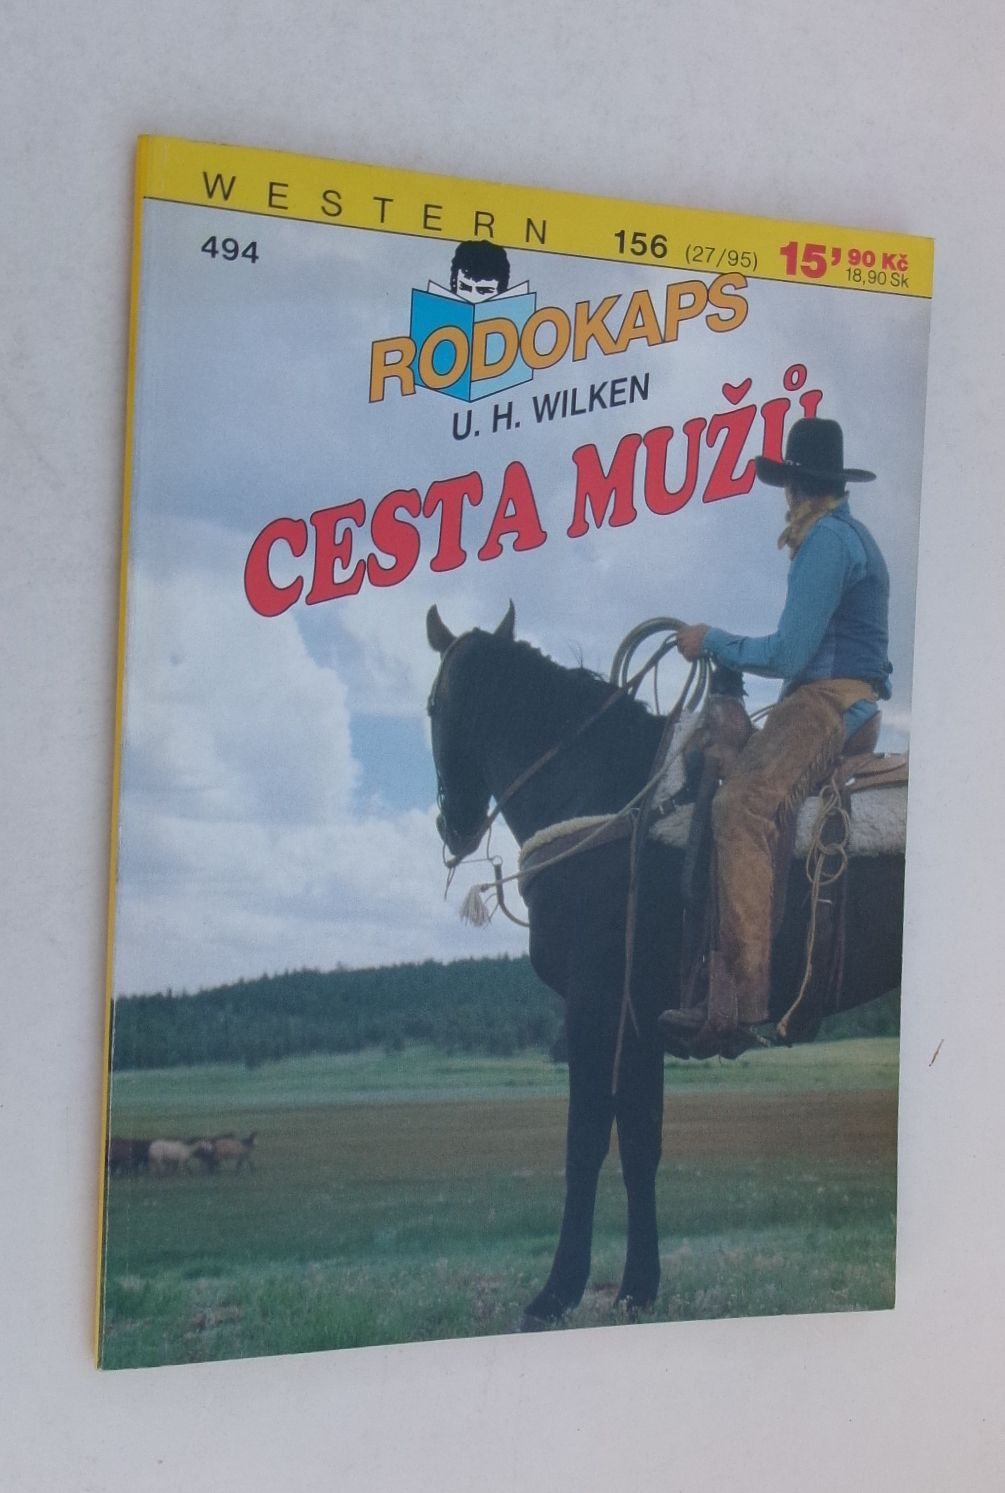 WESTERN 156 (27/95) 15,90 Kč
18,90 Sk
494
RODOKAPS
U. H. WILKEN
CESTA MUŽŮ